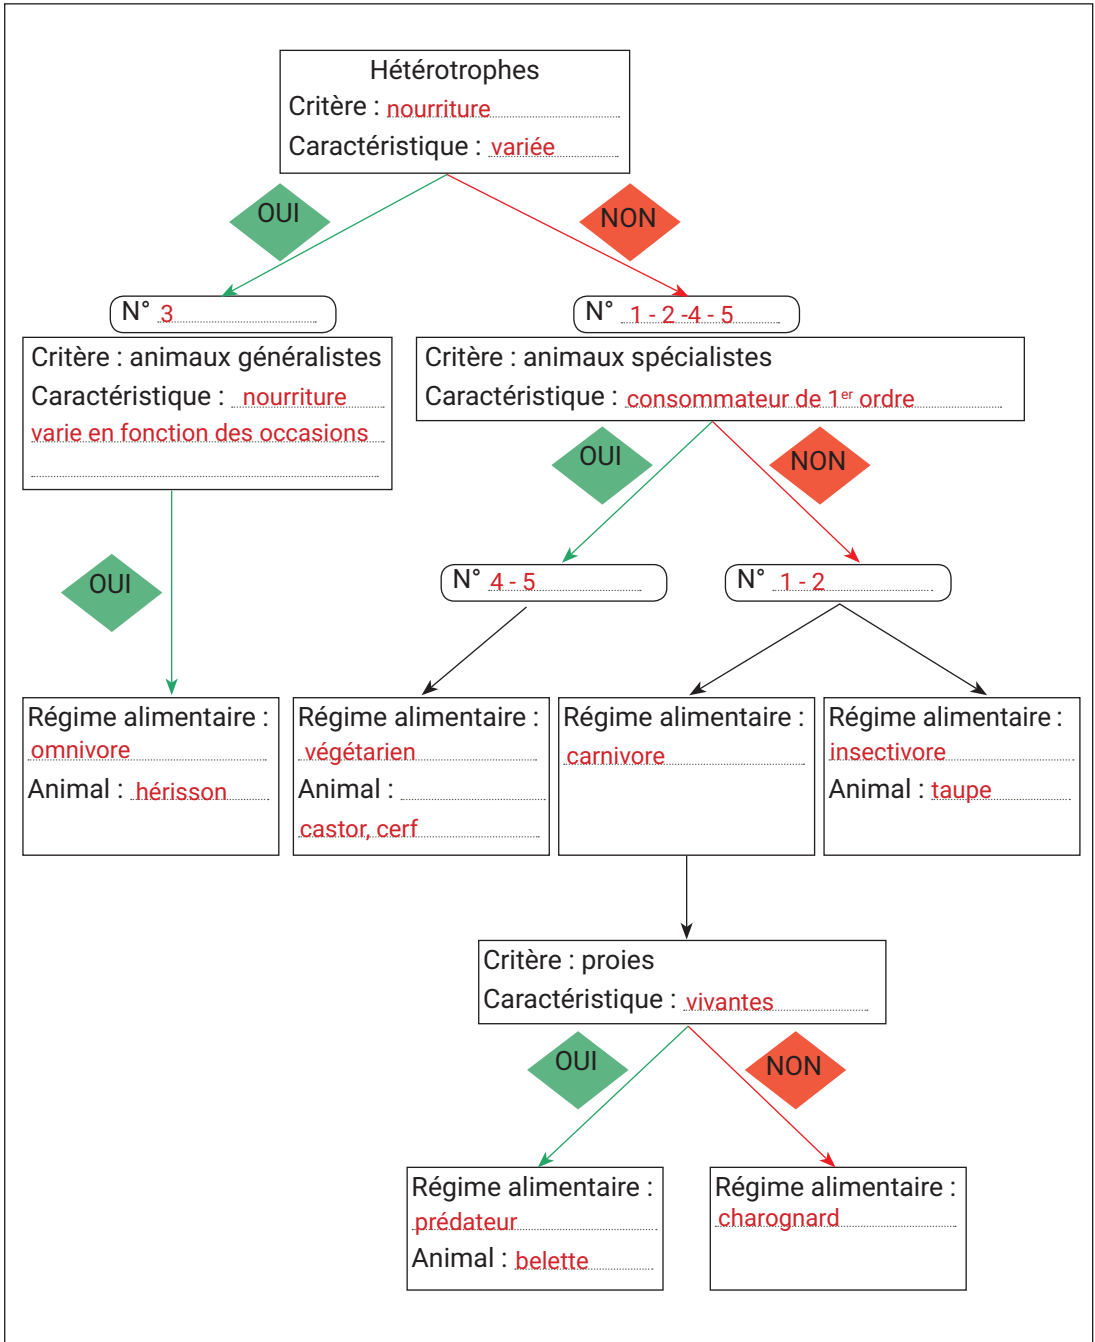 Hétérotrophes
Critère : nourriture
Caractéristique : variée
OUI
NON
N° 3
N° 1 - 2 -4 - 5
Critère : animaux généralistes
Caractéristique : nourriture
varie en fonction des occasions
Critère : animaux spécialistes
Caractéristique : consommateur de 1er ordre
OUI
NON
OUI
N° 4 - 5
N° 1 - 2
Régime alimentaire :
omnivore
Animal : hérisson
Régime alimentaire :
végétarien
Animal :
castor, cerf
Régime alimentaire :
carnivore
Régime alimentaire :
insectivore
Animal : taupe
Critère : proies
Caractéristique : vivantes
OUI
NON
Régime alimentaire :
prédateur
Animal : belette
Régime alimentaire :
charognard